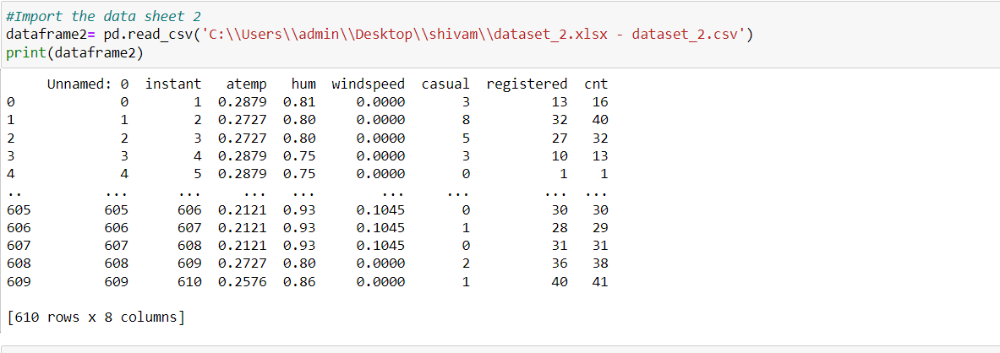 #Import the data sheet 2
dataframe2= pd.read_csv('C:\\Users\\admin\\Desktop\\shivam\\dataset_2.xlsx - dataset_2.csv')
print(dataframe2)
Unnamed: 0 instant atemp hum windspeed casual registered cnt
0 0 1 0.2879 0.81 0.0000 3 13 16
1 1 2 0.2727 0.80 0.0000 8 32 40
2 2 3 0.2727 0.80 0.0000 5 27 32
3 3 4 0.2879 0.75 0.0000 3 10 13
4 4 5 0.2879 0.75 0.0000 0 1 1
.. ... ... ... ... ... ... ... ...
605 605 606 0.2121 0.93 0.1045 0 30 30
606 606 607 0.2121 0.93 0.1045 1 28 29
607 607 608 0.2121 0.93 0.1045 0 31 31
608 608 609 0.2727 0.80 0.0000 2 36 38
609 609 610 0.2576 0.86 0.0000 1 40 41
[610 rows x 8 columns]